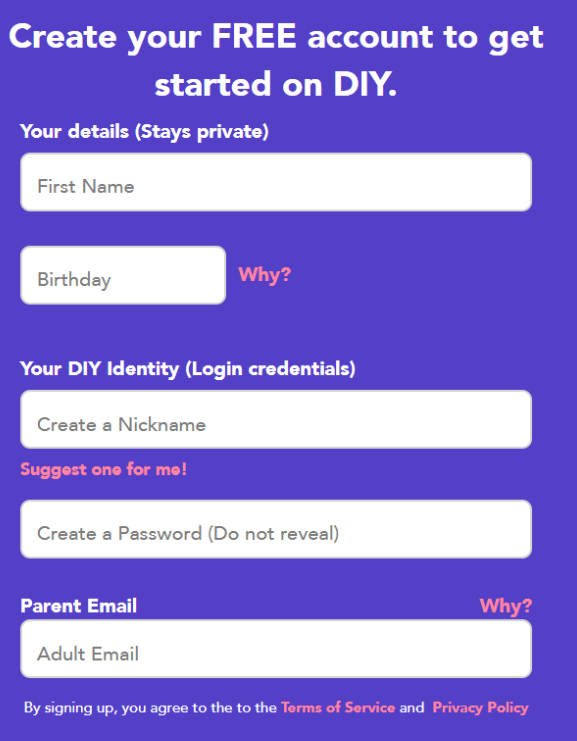 Create your FREE account to get
started on DIY.
Your details (Stays private)
First Name
Birthday
Why?
Your DIY Identity (Login credentials)
Create a Nickname
Suggest one for me!
Create a Password (Do not reveal)
Parent Email Why?
Adult Email
By signing up, you agree to the to the Terms of Service and Privacy Policy